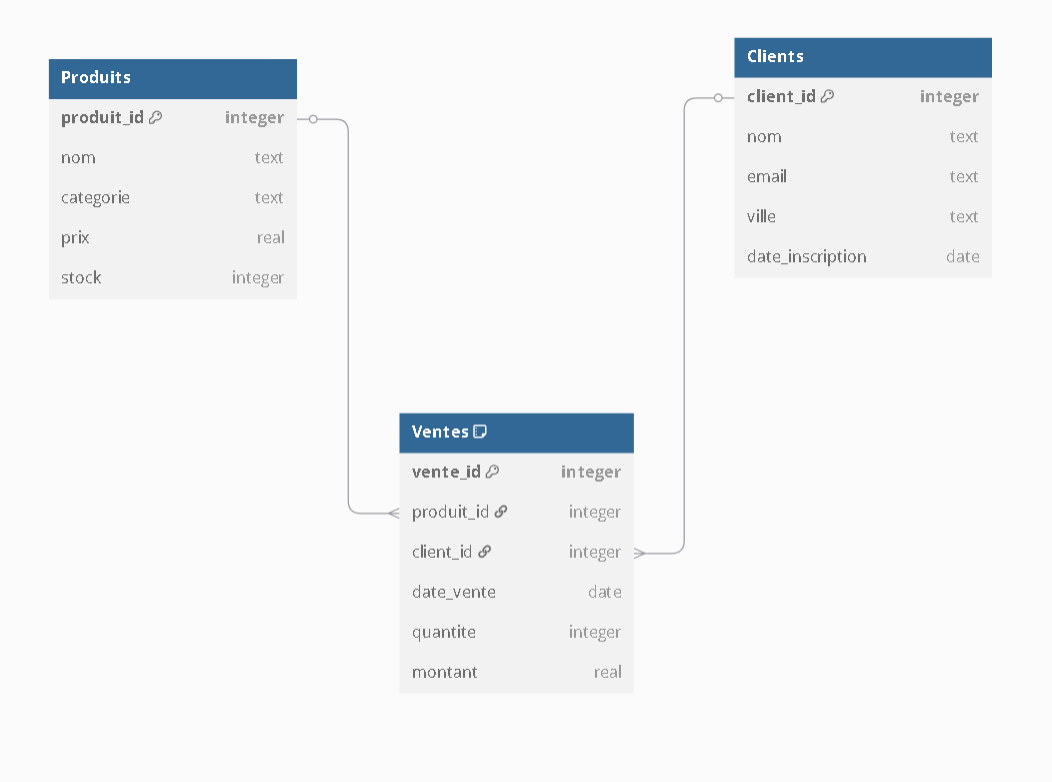 Produits
produit_id integer
nom text
categorie text
prix real
stock integer
Clients
client_id integer
nom text
email text
ville text
date_inscription date
Ventes
vente_id integer
produit_id integer
client_id integer
date_vente date
quantite integer
montant real